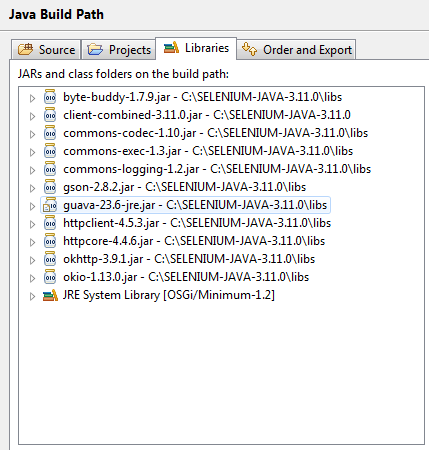 Java Build Path
Source Projects Libraries Order and Export
JARs and class folders on the build path:
byte-buddy-1.7.9.jar - C:\SELENIUM-JAVA-3.11.0\libs
client-combined-3.11.0.jar - C:\SELENIUM-JAVA-3.11.0
commons-codec-1.10.jar - C:\SELENIUM-JAVA-3.11.0\libs
commons-exec-1.3.jar - C:\SELENIUM-JAVA-3.11.0\libs
commons-logging-1.2.jar - C:\SELENIUM-JAVA-3.11.0\libs
gson-2.8.2.jar - C:\SELENIUM-JAVA-3.11.0\libs
guava-23.6-jre.jar - C:\SELENIUM-JAVA-3.11.0\libs
httpclient-4.5.3.jar - C:\SELENIUM-JAVA-3.11.0\libs
httpcore-4.4.6.jar - C:\SELENIUM-JAVA-3.11.0\libs
okhttp-3.9.1.jar - C:\SELENIUM-JAVA-3.11.0\libs
okio-1.13.0.jar - C:\SELENIUM-JAVA-3.11.0\libs
JRE System Library [OSGi/Minimum-1.2]